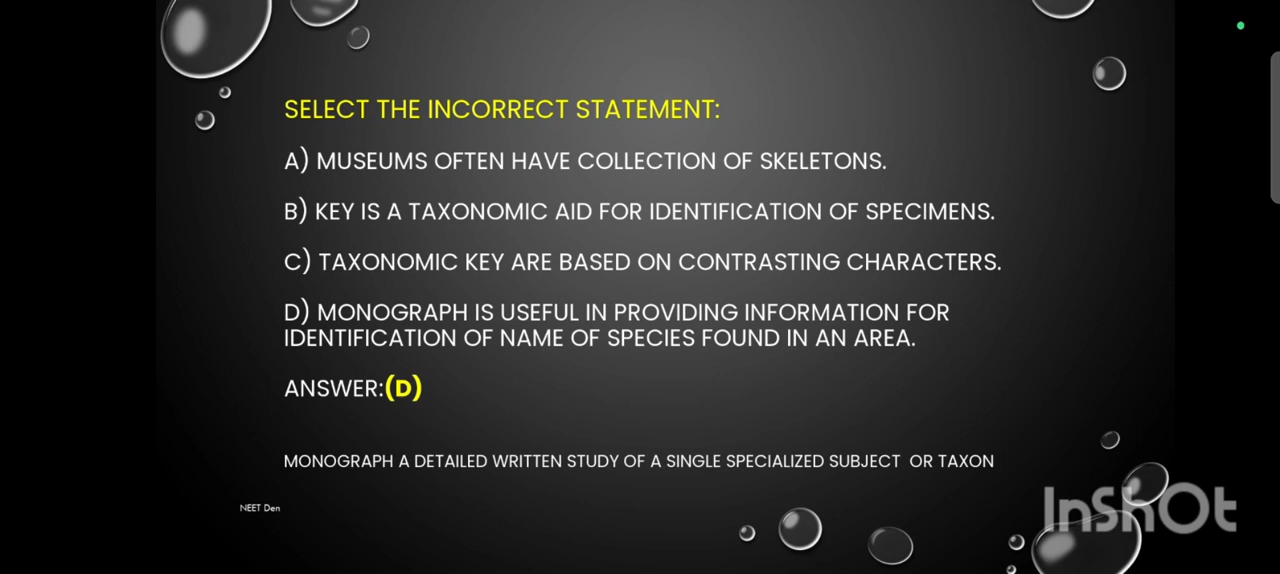 SELECT THE INCORRECT STATEMENT:
A) MUSEUMS OFTEN HAVE COLLECTION OF SKELETONS.
B) KEY IS A TAXONOMIC AID FOR IDENTIFICATION OF SPECIMENS.
C) TAXONOMIC KEY ARE BASED ON CONTRASTING CHARACTERS.
D) MONOGRAPH IS USEFUL IN PROVIDING INFORMATION FOR
IDENTIFICATION OF NAME OF SPECIES FOUND IN AN AREA.
ANSWER:(D)
MONOGRAPH A DETAILED WRITTEN STUDY OF A SINGLE SPECIALIZED SUBJECT OR TAXON
NEET Den
InShOt